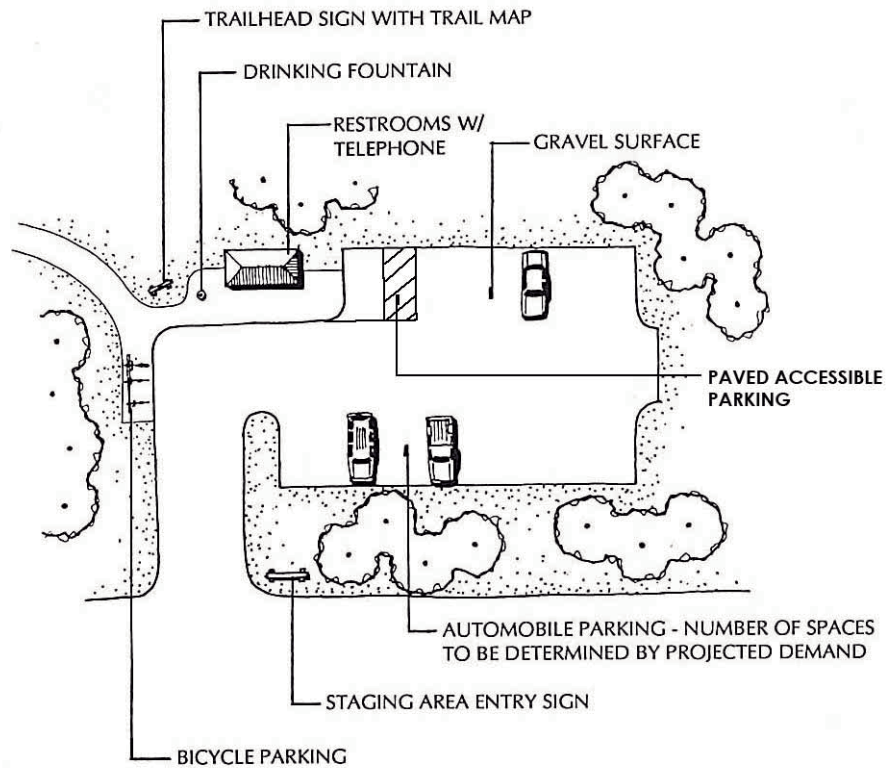 TRAILHEAD SIGN WITH TRAIL MAP
DRINKING FOUNTAIN
RESTROOMS W/
TELEPHONE
GRAVEL SURFACE
PAVED ACCESSIBLE
PARKING
AUTOMOBILE PARKING - NUMBER OF SPACES
TO BE DETERMINED BY PROJECTED DEMAND
STAGING AREA ENTRY SIGN
BICYCLE PARKING